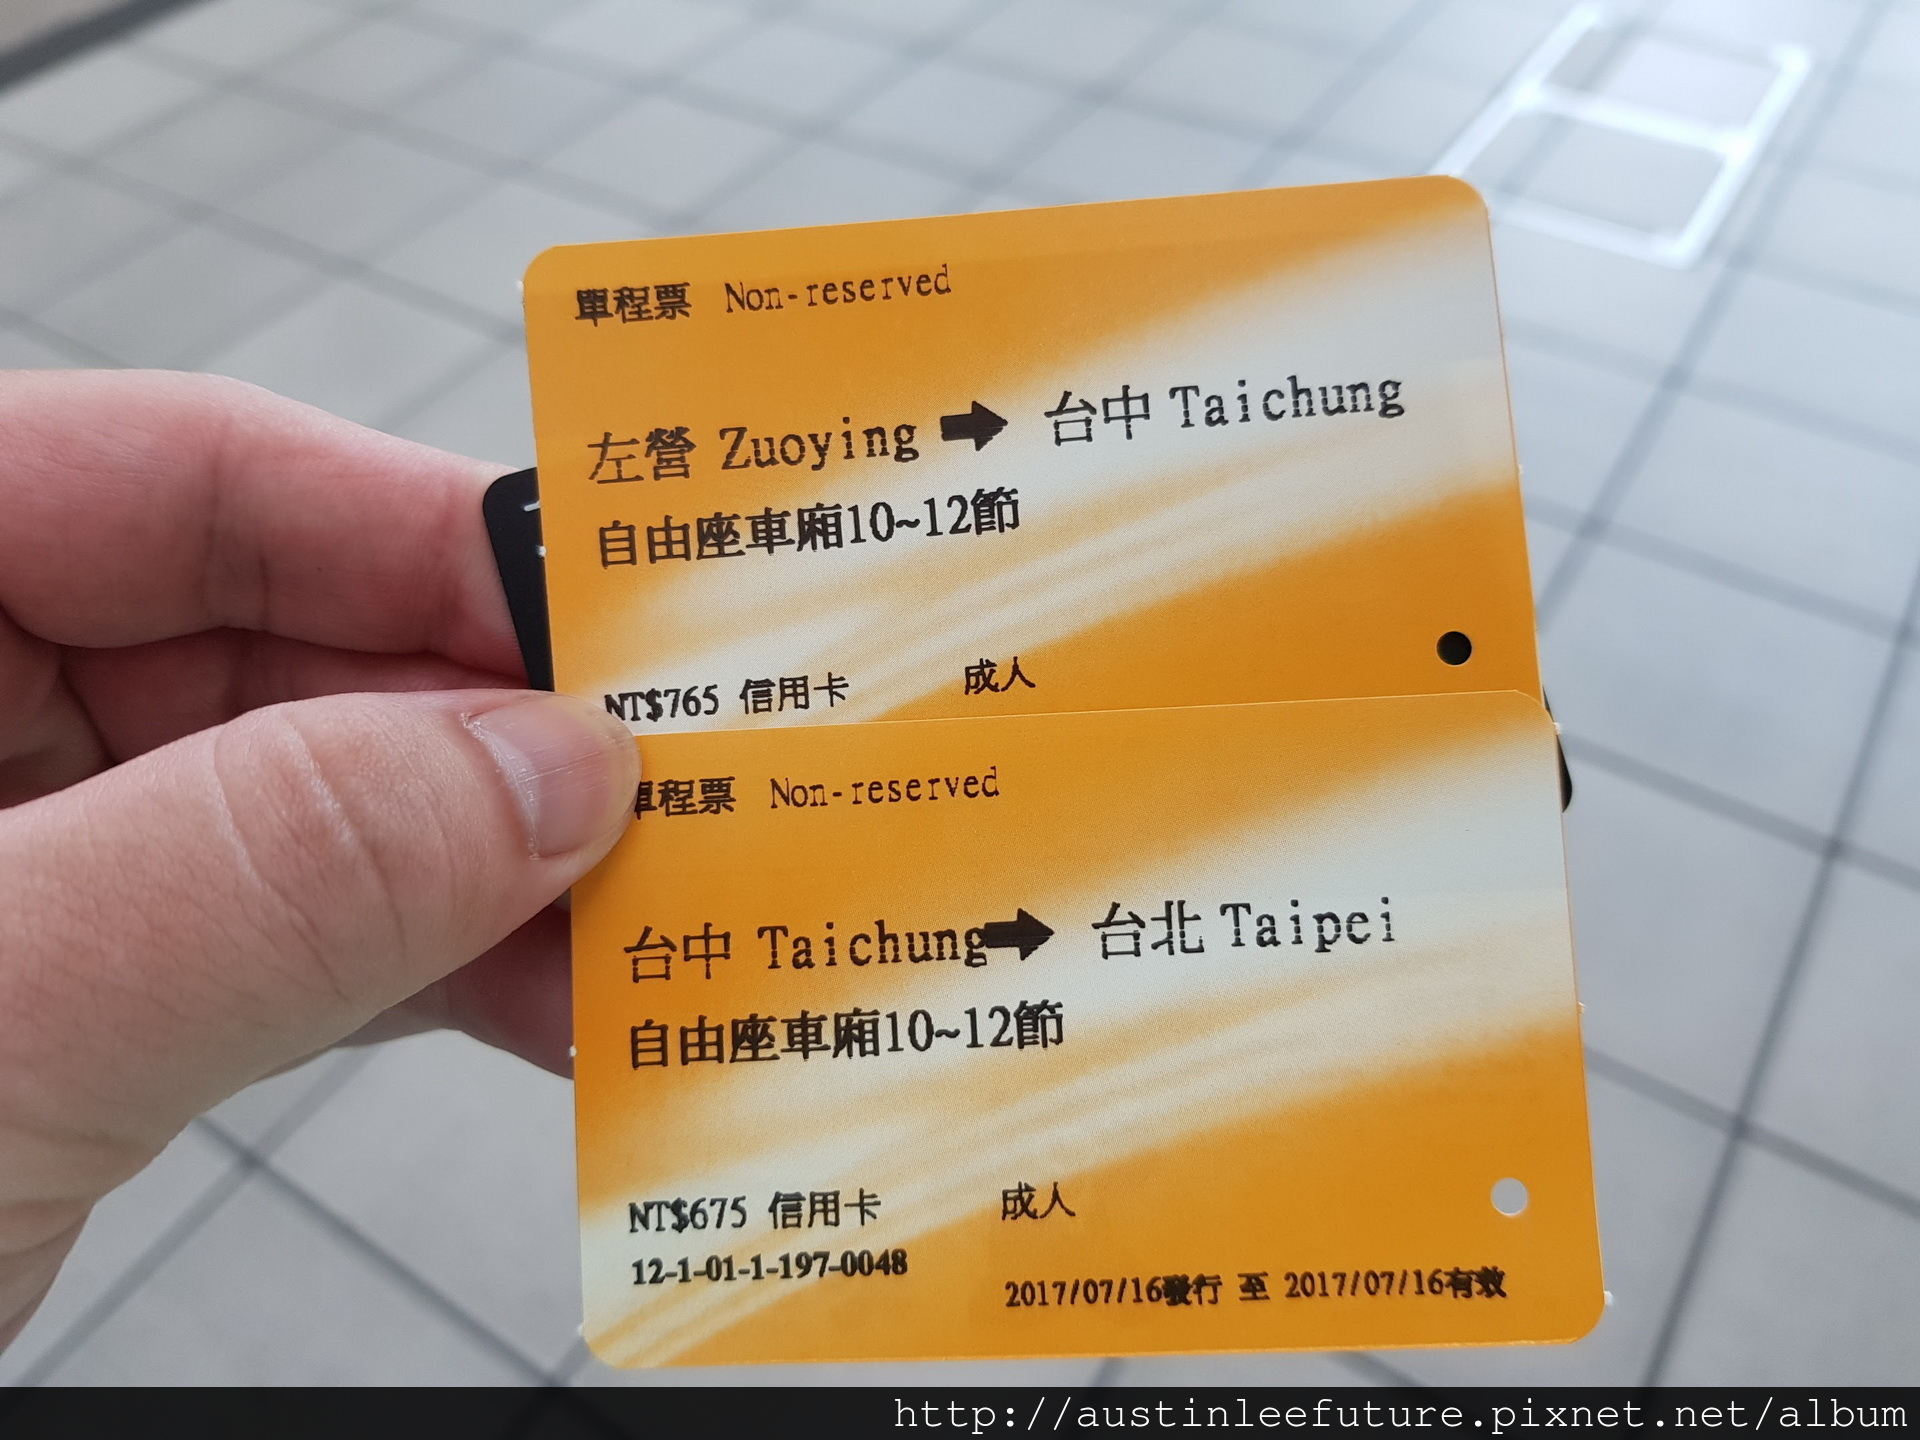 單程票 Non-reserved
左營 Zuoying ➡ 台中 Taichung
自由座車廂10~12節
NT$765 信用卡 成人
單程票 Non-reserved
台中 Taichung ➡ 台北 Taipei
自由座車廂10~12節
NT$675 信用卡 成人
12-1-01-1-197-0048
2017/07/16發行 至 2017/07/16有效
http://austinleefuture.pixnet.net/album